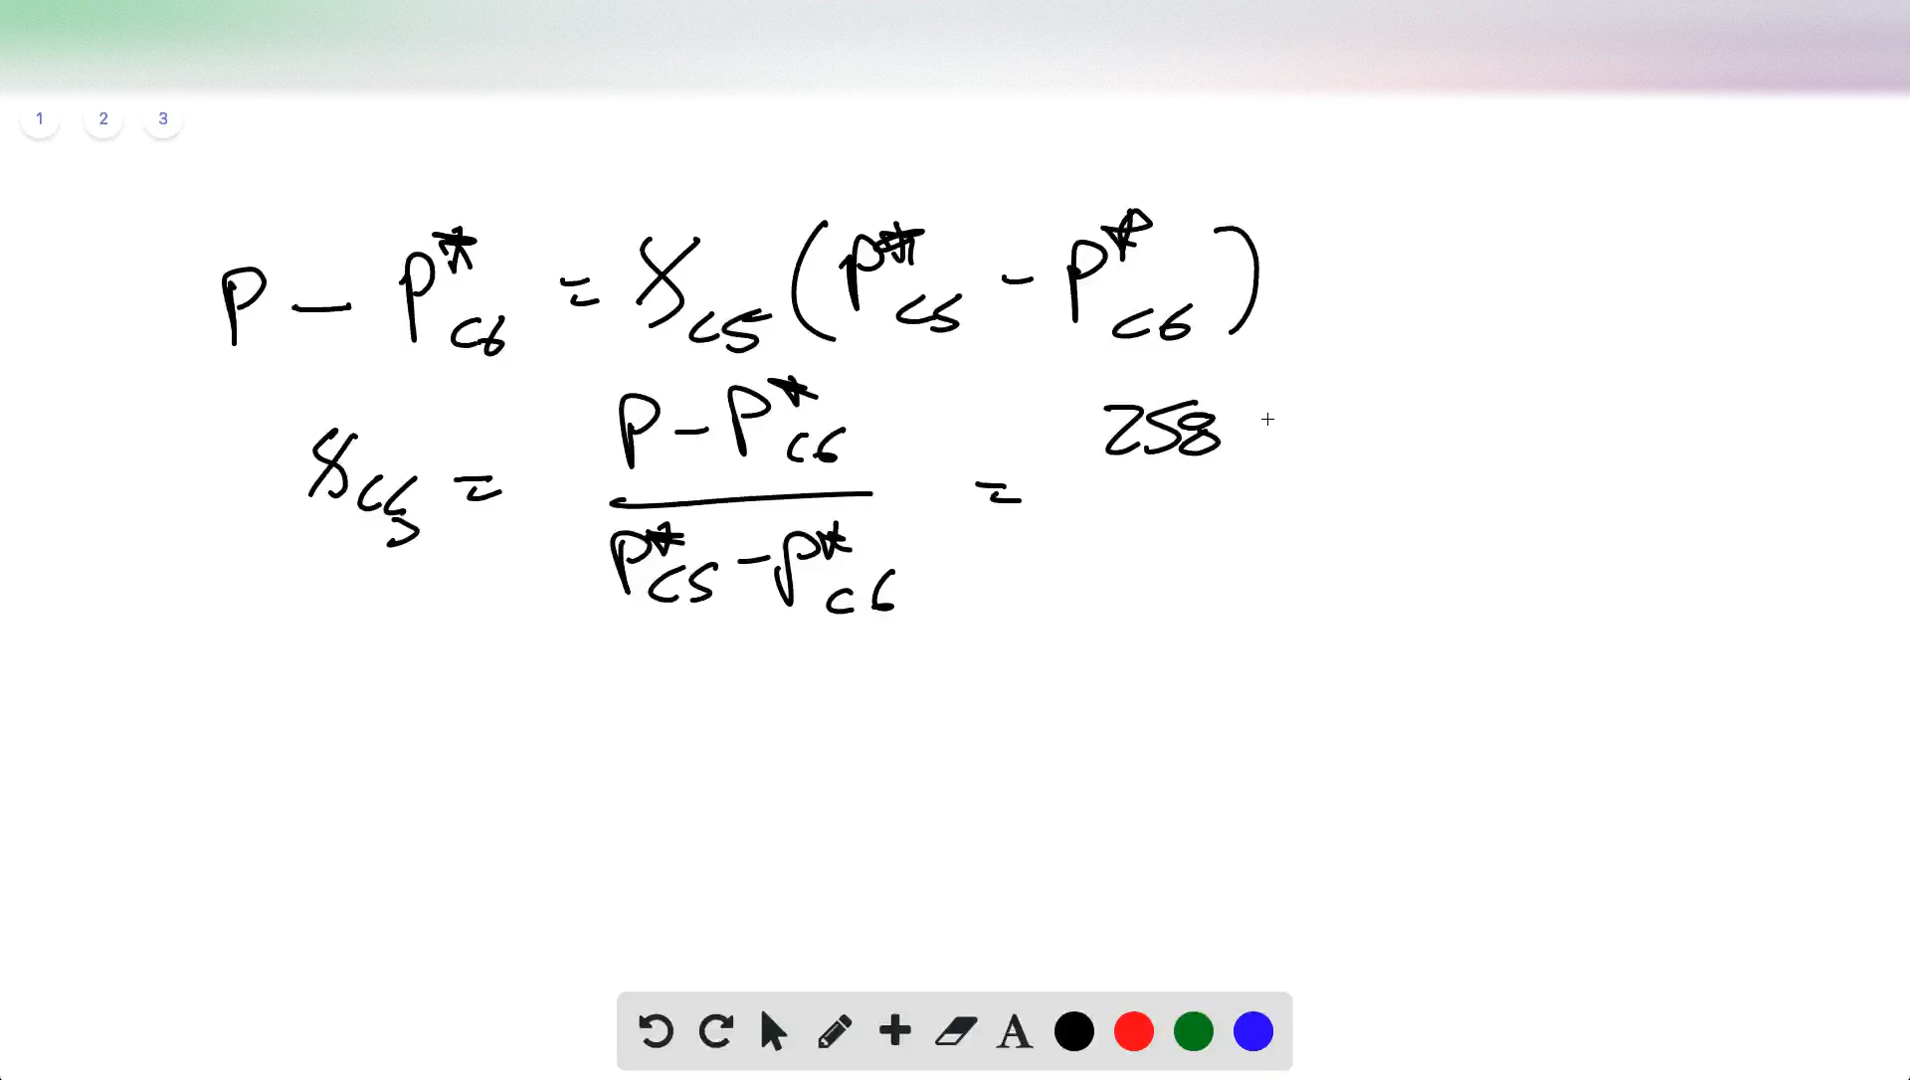 1 2 3
P - P*C6 = XC5 (P*C5 - P*C6)
XC5 = P - P*C6 / P*C5 - P*C6 = 258
A